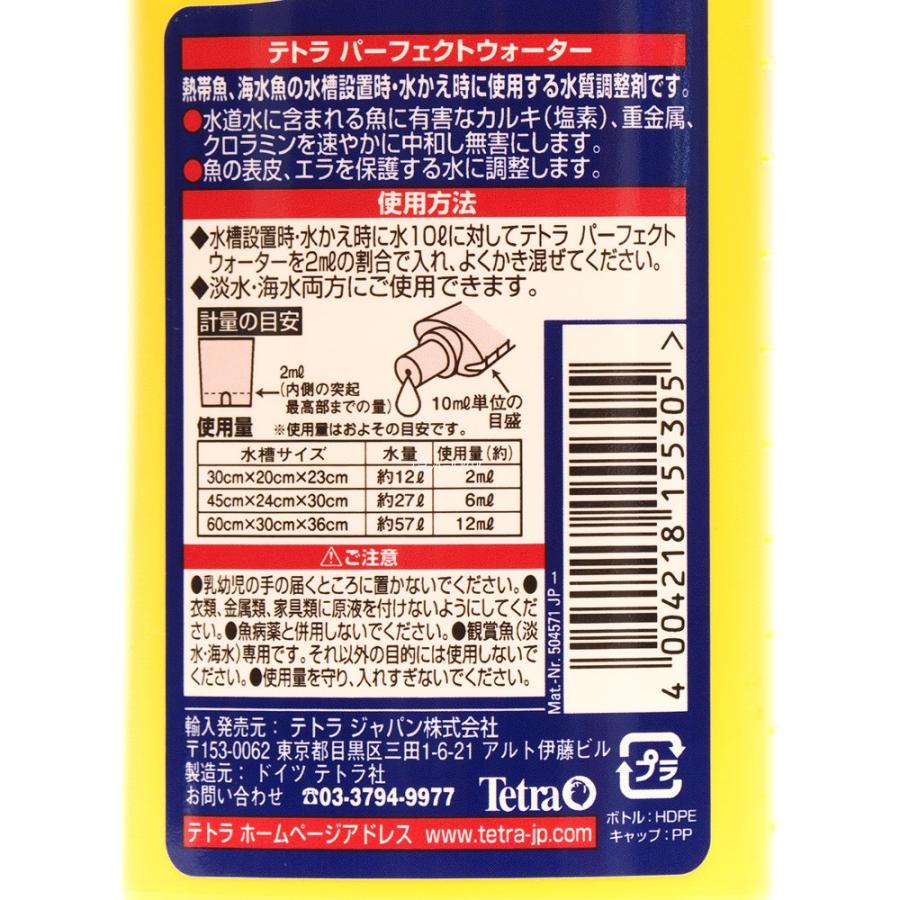 テトラ パーフェクトウォーター
熱帯魚、海水魚の水槽設置時・水かえ時に使用する水質調整剤です。
●水道水に含まれる魚に有害なカルキ(塩素)、重金属、
クロラミンを速やかに中和し無害にします。
●魚の表皮、エラを保護する水に調整します。
使用方法
◆水槽設置時・水かえ時に水10ℓに対してテトラ パーフェクト
ウォーターを2mℓの割合で入れ、よくかき混ぜてください。
◆淡水・海水両方にご使用できます。
計量の目安
2mℓ
(内側の突起
最高部までの量)
10mℓ単位の
目盛
使用量 ※使用量はおよその目安です。
水槽サイズ 水量 使用量(約)
30cm×20cm×23cm 約12ℓ 2mℓ
45cm×24cm×30cm 約27ℓ 6mℓ
60cm×30cm×36cm 約57ℓ 12mℓ
⚠ご注意
●乳幼児の手の届くところに置かないでください。●
衣類、金属類、家具類に原液を付けないようにしてくだ
さい。●魚病薬と併用しないでください。●観賞魚(淡
水・海水)専用です。それ以外の目的には使用しないで
ください。●使用量を守り、入れすぎないでください。
Mat.-Nr. 504571 JP
4 004218 155305 >
輸入発売元: テトラ ジャパン株式会社
〒153-0062 東京都目黒区三田1-6-21 アルト伊藤ビル
製造元: ドイツ テトラ社
お問い合わせ ☎03-3794-9977
Tetra
テトラ ホームページアドレス www.tetra-jp.com
プラ
ボトル:HDPE
キャップ:PP